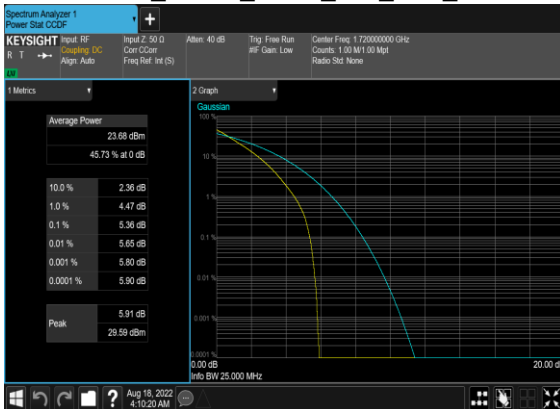 Spectrum Analyzer 1
Power Stat CCDF
+
KEYSIGHT
R T
LXI
Input: RF
Coupling: DC
Align: Auto
Input Z: 50 Ω
Corr CCorr
Freq Ref: Int (S)
Atten: 40 dB
Trig: Free Run
#IF Gain: Low
Center Freq: 1.720000000 GHz
Counts: 1.00 M/1.00 Mpt
Radio Std: None
1 Metrics
Average Power
23.68 dBm
45.73 % at 0 dB
10.0 % 2.36 dB
1.0 % 4.47 dB
0.1 % 5.36 dB
0.01 % 5.65 dB
0.001 % 5.80 dB
0.0001 % 5.90 dB
Peak
5.91 dB
29.59 dBm
2 Graph
Gaussian
100 %
10 %
1 %
0.1 %
0.01 %
0.001 %
0.0001 %
0.00 dB
20.00 d
Info BW 25.000 MHz
?
Aug 18, 2022
4:10:20 AM